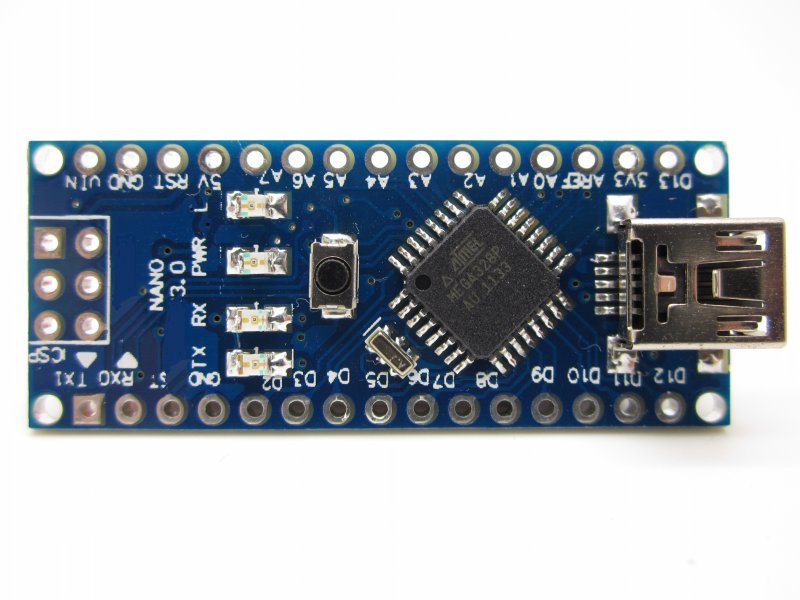 VIN GND RST 5V A7 A6 A5 A4 A3 A2 A1 A0 AREF 3V3 D13
L
PWR
RX
TX
NANO
3.0
ATMEL
MEGA328P
AU 1137
ICSP
TX1 RX0 ST GND D2 D3 D4 D5 D6 D7 D8 D9 D10 D11 D12